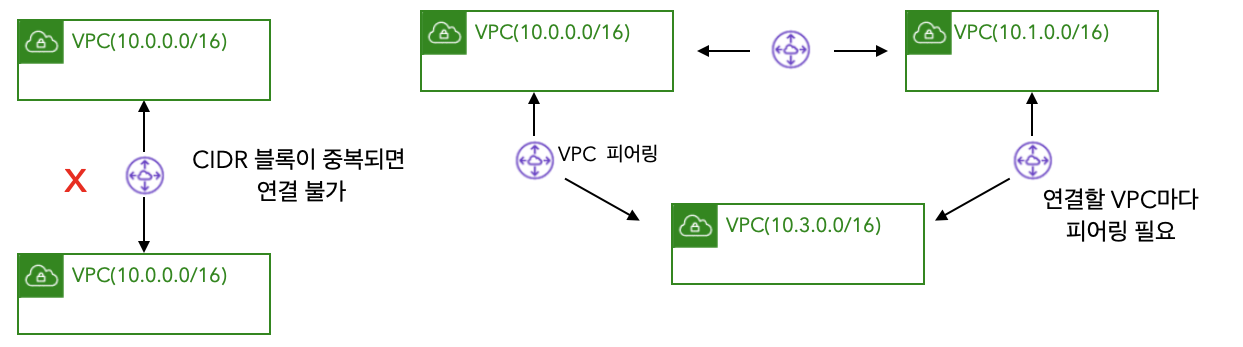 VPC(10.0.0.0/16)
X
CIDR 블록이 중복되면
연결 불가
VPC(10.0.0.0/16)
VPC(10.0.0.0/16)
VPC(10.1.0.0/16)
VPC 피어링
연결할 VPC마다
피어링 필요
VPC(10.3.0.0/16)